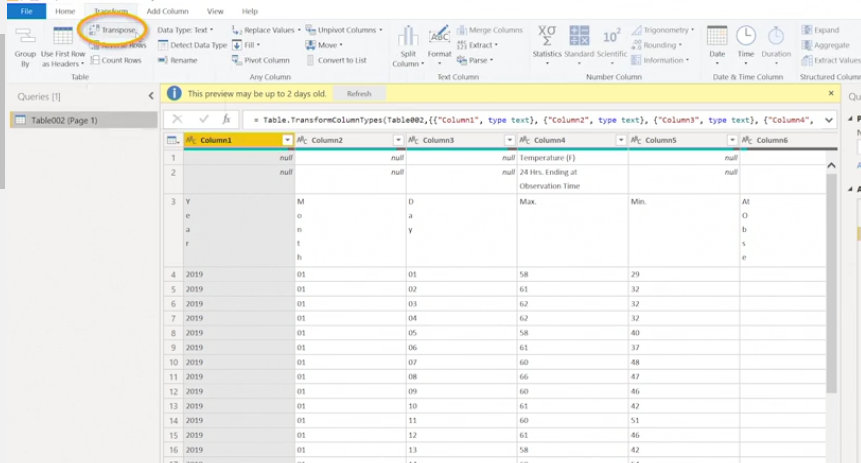 File Home Transform Add Column View Help
Transpose Data Type: Text Replace Values Unpivot Columns Merge Columns Trigonometry Expand
Reverse Rows Detect Data Type Fill Move Extract Rounding Aggregate
Group By Use First Row as Headers Count Rows Rename Pivot Column Convert to List Split Column Format Parse Statistics Standard Scientific Information Date Time Duration Extract Values
Table Any Column Text Column Number Column Date & Time Column Structured Column
Queries [1] This preview may be up to 2 days old. Refresh
Table002 (Page 1) = Table.TransformColumnTypes(Table002,{{"Column1", type text}, {"Column2", type text}, {"Column3", type text}, {"Column4",
Column1 Column2 Column3 Column4 Column5 Column6
1 null null null Temperature (F) null
2 null null null 24 Hrs. Ending at null
Observation Time
3 Y M D Max. Min. At
e o a O
a n y b
r t s
h e
4 2019 01 01 58 29
5 2019 01 02 61 32
6 2019 01 03 62 32
7 2019 01 04 62 32
8 2019 01 05 58 40
9 2019 01 06 61 37
10 2019 01 07 60 48
11 2019 01 08 66 47
12 2019 01 09 60 46
13 2019 01 10 61 42
14 2019 01 11 60 51
15 2019 01 12 61 46
16 2019 01 13 58 42